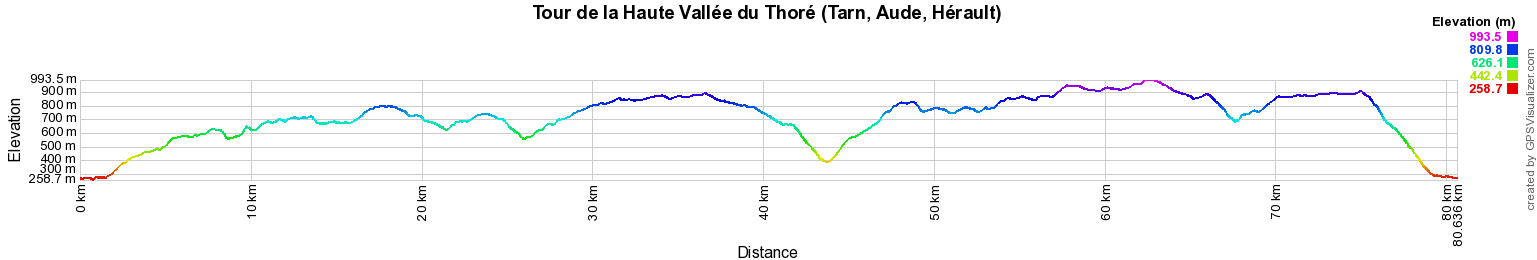 Tour de la Haute Vallée du Thoré (Tarn, Aude, Hérault)
Elevation (m)
993.5
809.8
626.1
442.4
258.7
Elevation
993.5 m
900 m
800 m
700 m
600 m
500 m
400 m
300 m
258.7 m
0 km
10 km
20 km
30 km
40 km
50 km
60 km
70 km
80 km
80.636 km
Distance
created by GPSVisualizer.com